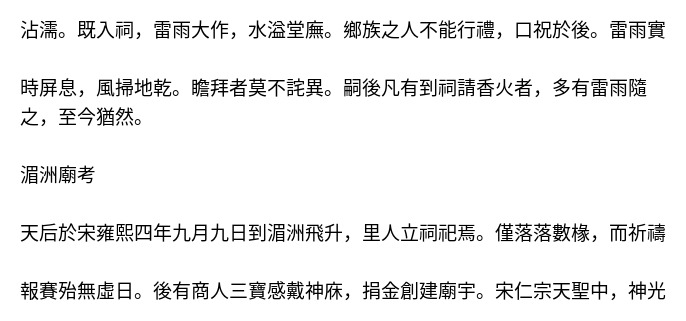 沾濡。既入祠，雷雨大作，水溢堂廡。鄉族之人不能行禮，口祝於後。雷雨實
時屏息，風掃地乾。瞻拜者莫不詫異。嗣後凡有到祠請香火者，多有雷雨隨
之，至今猶然。
湄洲廟考
天后於宋雍熙四年九月九日到湄洲飛升，里人立祠祀焉。僅落落數椽，而祈禱
報賽殆無虛日。後有商人三寶感戴神庥，捐金創建廟宇。宋仁宗天聖中，神光